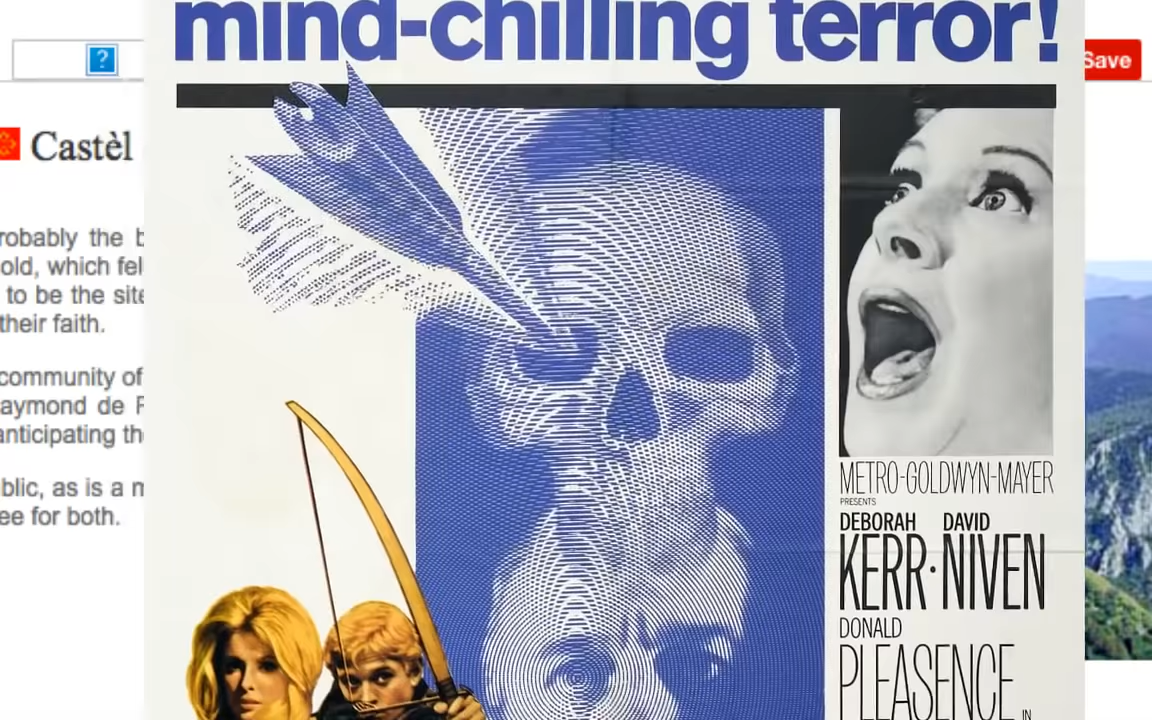 mind-chilling terror!
?
Save
Castèl
robably the b
old, which fel
to be the site
their faith.
community of
aymond de F
anticipating th
blic, as is a m
ee for both.
METRO-GOLDWYN-MAYER
PRESENTS
DEBORAH DAVID
KERR·NIVEN
DONALD
PLEASENCE
IN